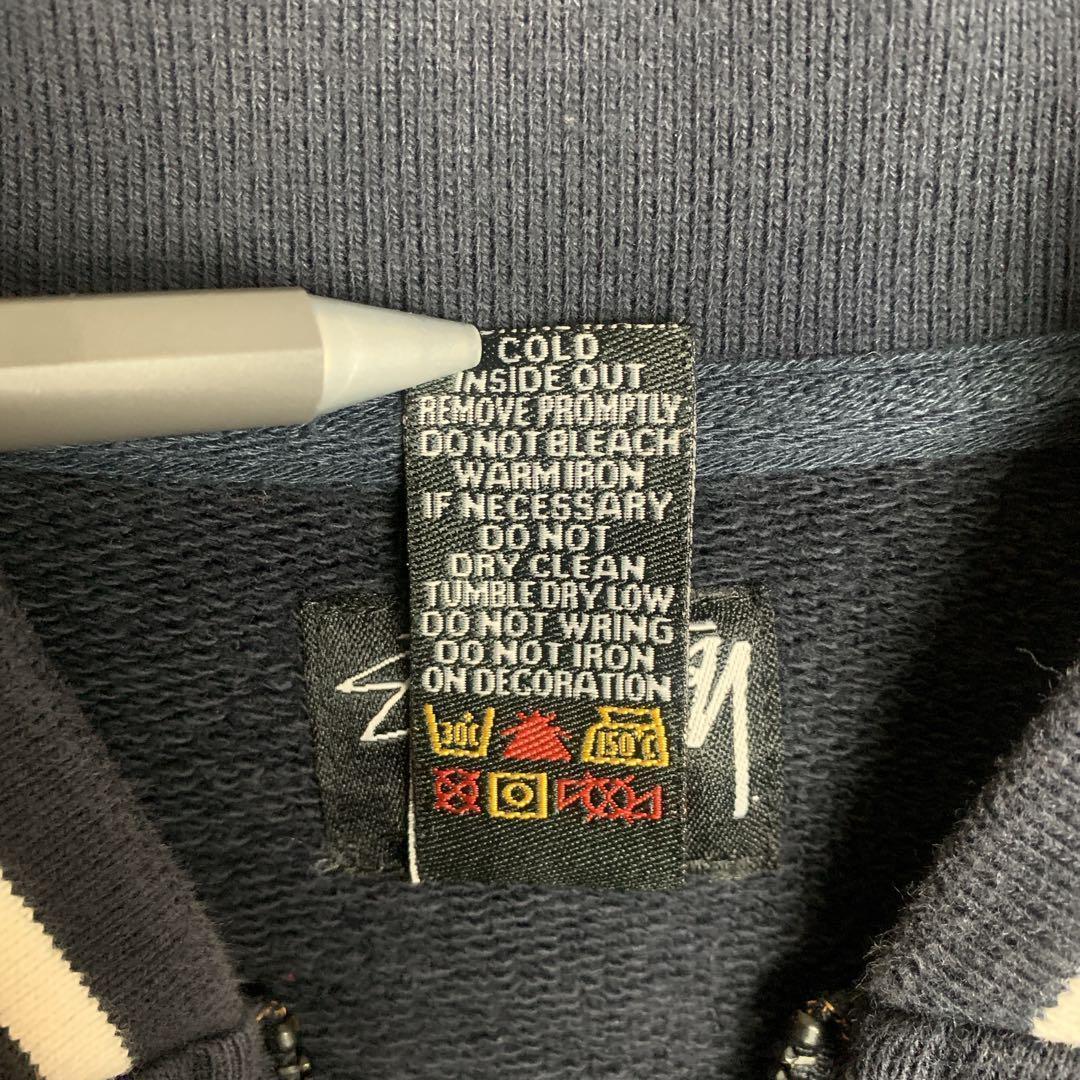 COLD
INSIDE OUT
REMOVE PROMPTLY
DO NOT BLEACH
WARM IRON
IF NECESSARY
DO NOT
DRY CLEAN
TUMBLE DRY LOW
DO NOT WRING
DO NOT IRON
ON DECORATION
30°C
150°C